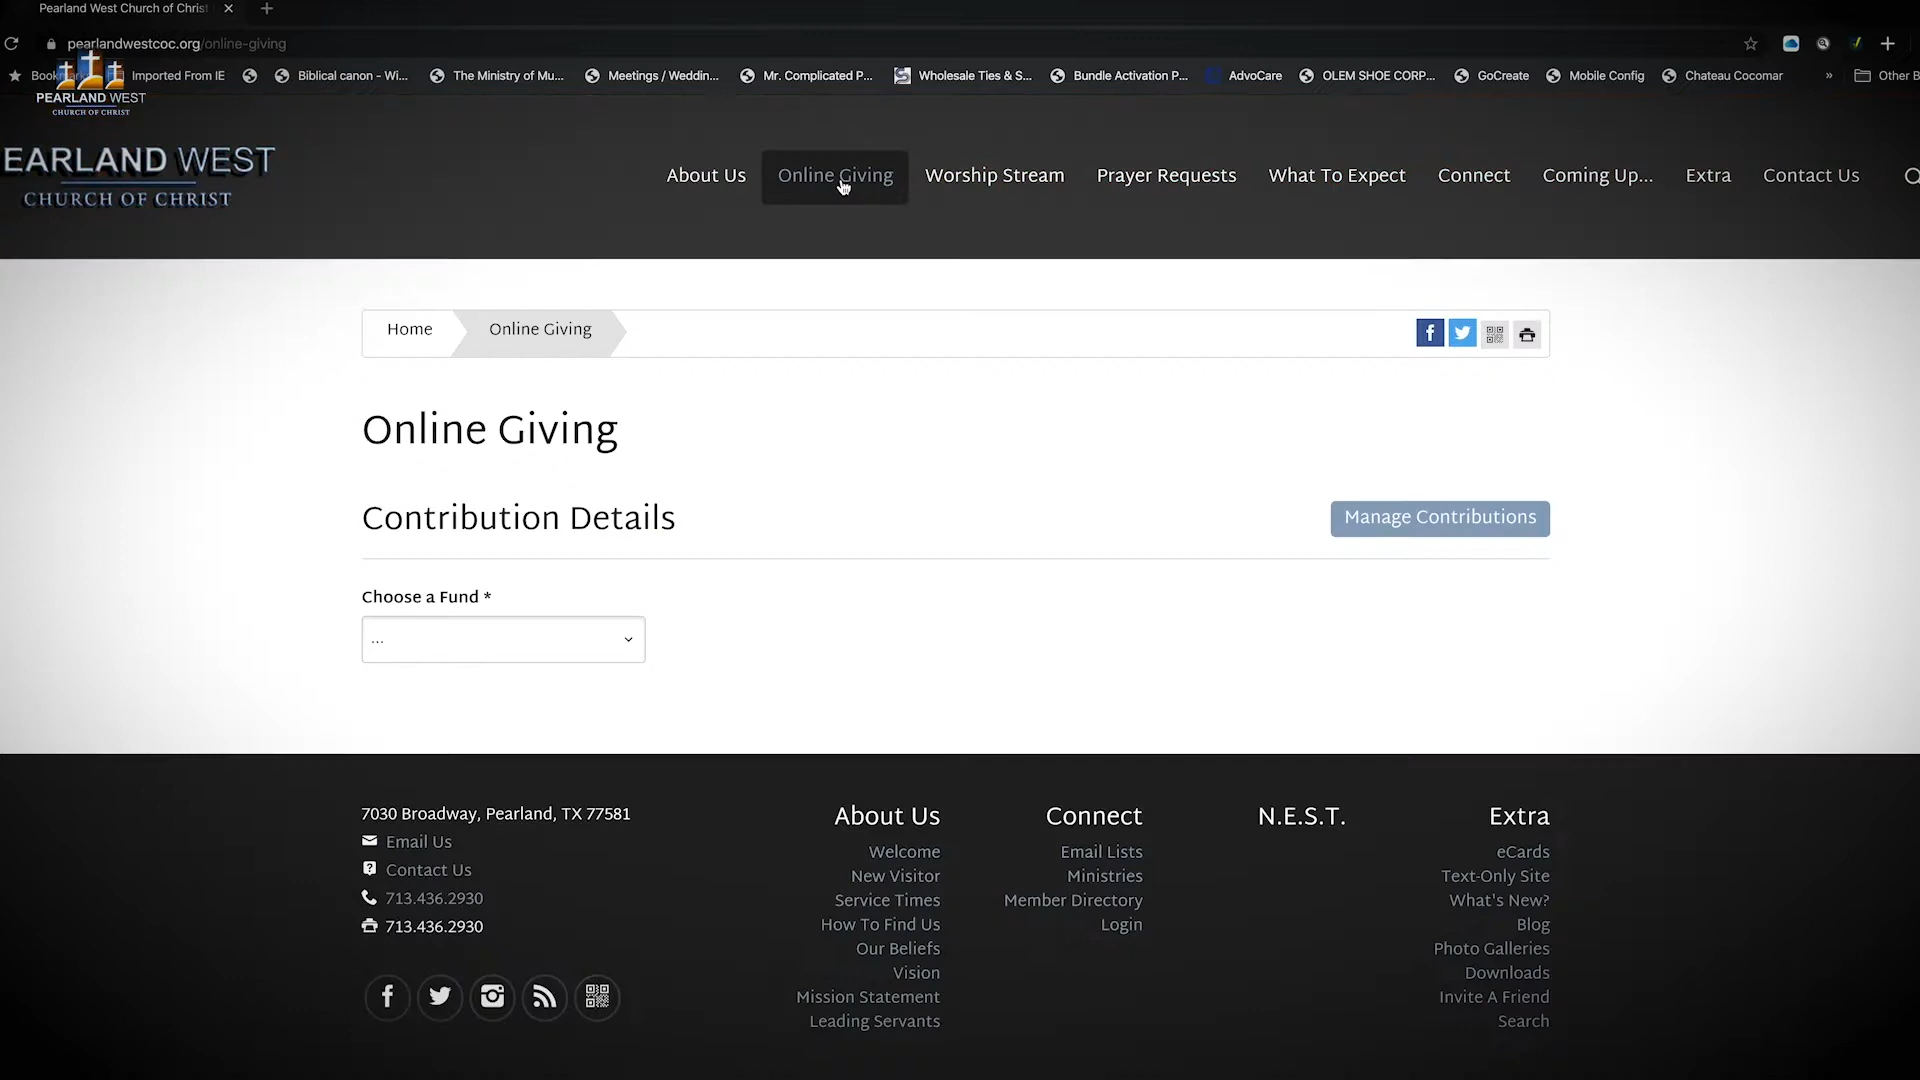 Pearland West Church of Christ
pearlandwestcoc.org/online-giving
Imported From IE
Biblical canon - Wi...
The Ministry of Mu...
Meetings / Weddin...
Mr. Complicated P...
Wholesale Ties & S...
Bundle Activation P...
AdvoCare
OLEM SHOE CORP...
GoCreate
Mobile Config
Chateau Cocomar
»
Other B
PEARLAND WEST
CHURCH OF CHRIST
EARLAND WEST
CHURCH OF CHRIST
About Us
Online Giving
Worship Stream
Prayer Requests
What To Expect
Connect
Coming Up...
Extra
Contact Us
Home
Online Giving
Online Giving
Contribution Details
Manage Contributions
Choose a Fund *
...
7030 Broadway, Pearland, TX 77581
Email Us
Contact Us
713.436.2930
713.436.2930
About Us
Welcome
New Visitor
Service Times
How To Find Us
Our Beliefs
Vision
Mission Statement
Leading Servants
Connect
Email Lists
Ministries
Member Directory
Login
N.E.S.T.
Extra
eCards
Text-Only Site
What's New?
Blog
Photo Galleries
Downloads
Invite A Friend
Search